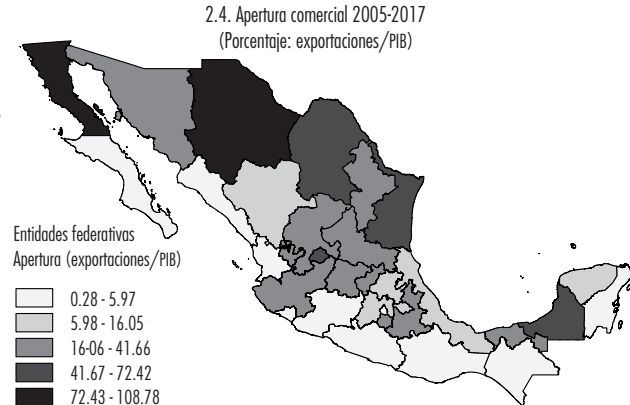 2.4. Apertura comercial 2005-2017
(Porcentaje: exportaciones/PIB)
Entidades federativas
Apertura (exportaciones/PIB)
0.28 - 5.97
5.98 - 16.05
16-06 - 41.66
41.67 - 72.42
72.43 - 108.78